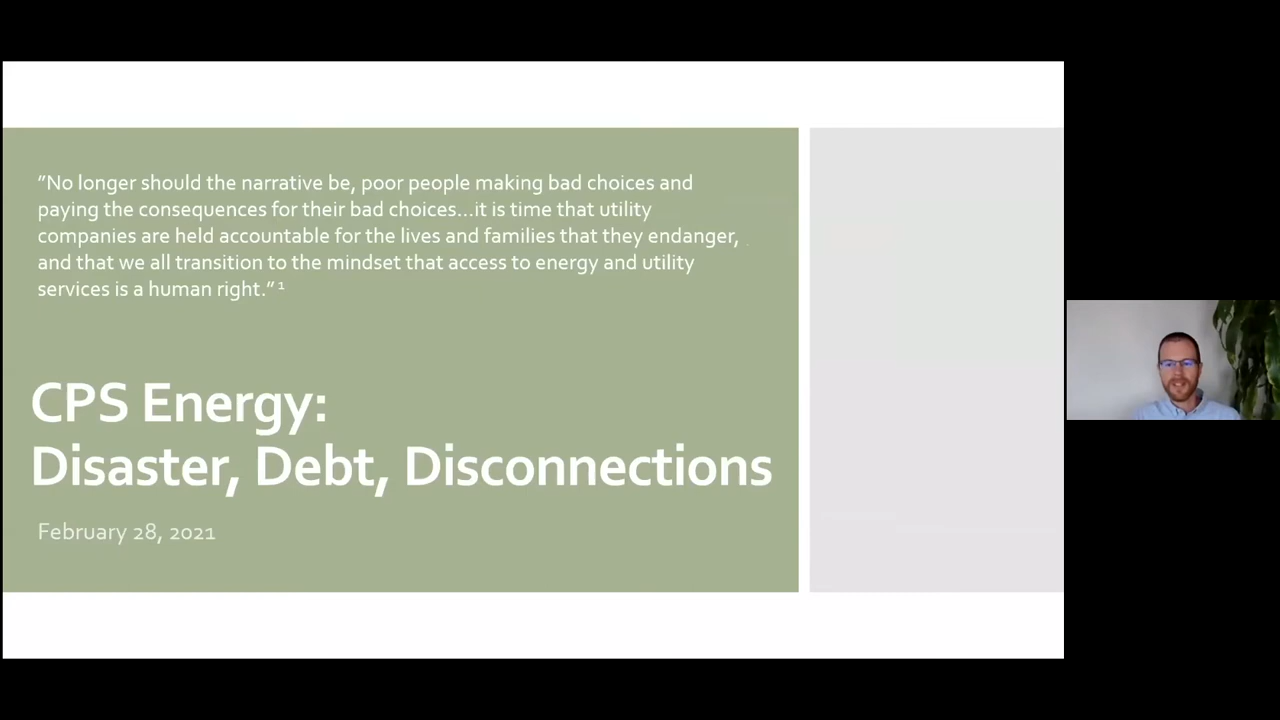 "No longer should the narrative be, poor people making bad choices and
paying the consequences for their bad choices...it is time that utility
companies are held accountable for the lives and families that they endanger,
and that we all transition to the mindset that access to energy and utility
services is a human right." 1
CPS Energy:
Disaster, Debt, Disconnections
February 28, 2021